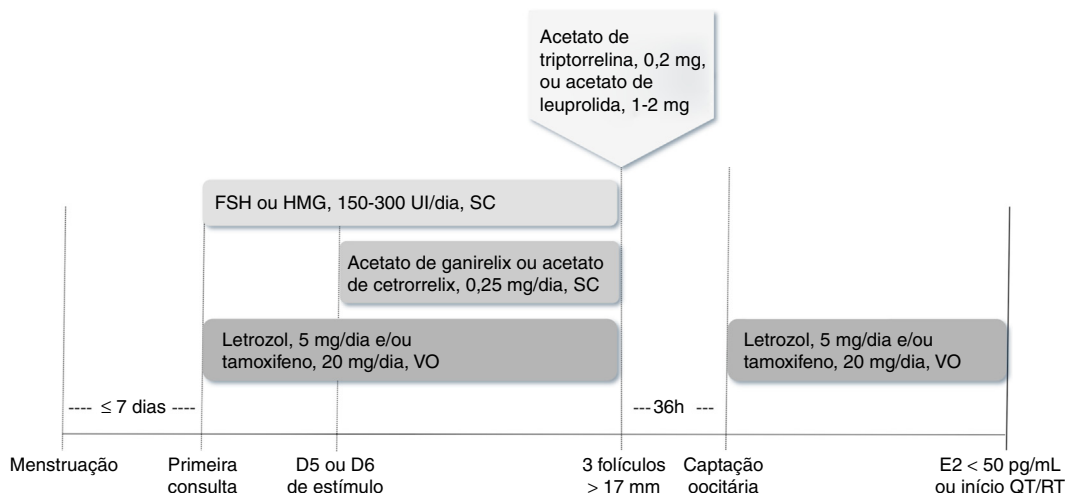 Acetato de
triptorrelina, 0,2 mg,
ou acetato de
leuprolida, 1-2 mg
FSH ou HMG, 150-300 UI/dia, SC
Acetato de ganirelix ou acetato
de cetrorrelix, 0,25 mg/dia, SC
Letrozol, 5 mg/dia e/ou
tamoxifeno, 20 mg/dia, VO
Letrozol, 5 mg/dia e/ou
tamoxifeno, 20 mg/dia, VO
---- ≤ 7 dias ----
---36h ---
Menstruação
Primeira
consulta
D5 ou D6
de estímulo
3 folículos
> 17 mm
Captação
oocitária
E2 < 50 pg/mL
ou início QT/RT